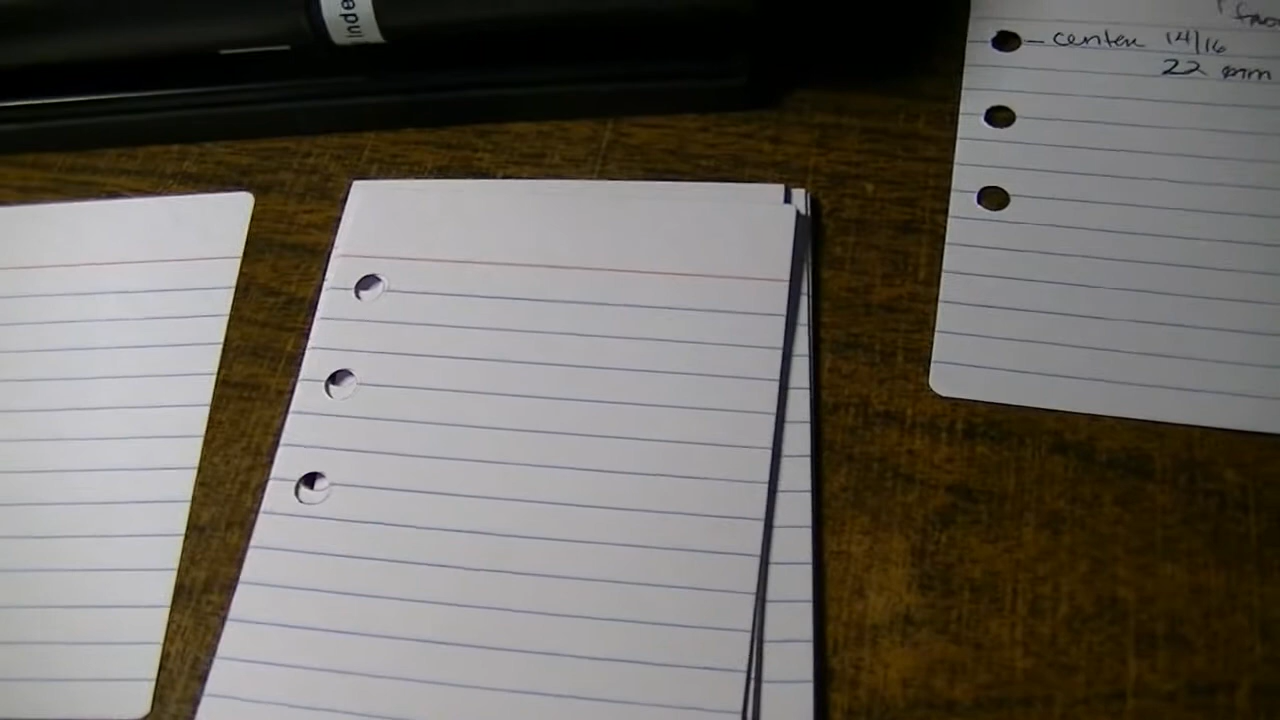 inde
– center 14/16
22 mm